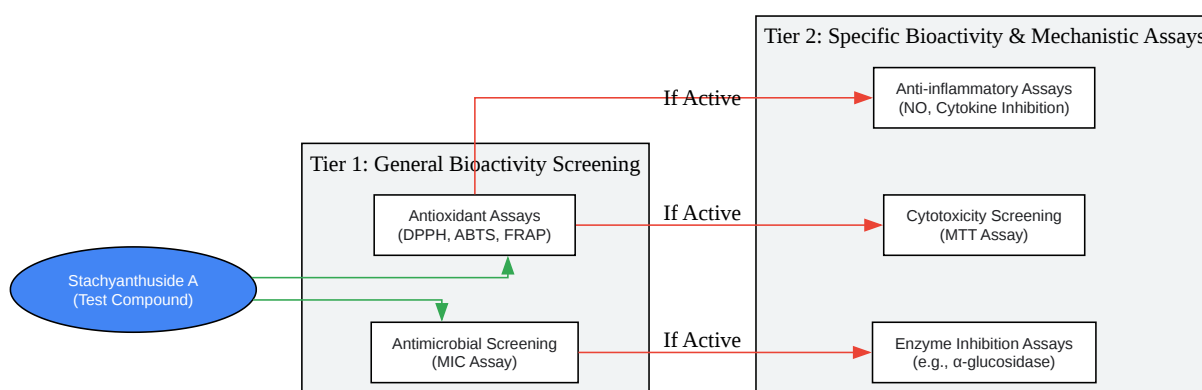 Tier 2: Specific Bioactivity & Mechanistic Assays
Anti-inflammatory Assays
(NO, Cytokine Inhibition)
If Active
Tier 1: General Bioactivity Screening
Antioxidant Assays
(DPPH, ABTS, FRAP)
If Active
Cytotoxicity Screening
(MTT Assay)
Stachyanthuside A
(Test Compound)
Antimicrobial Screening
(MIC Assay)
If Active
Enzyme Inhibition Assays
(e.g., α-glucosidase)